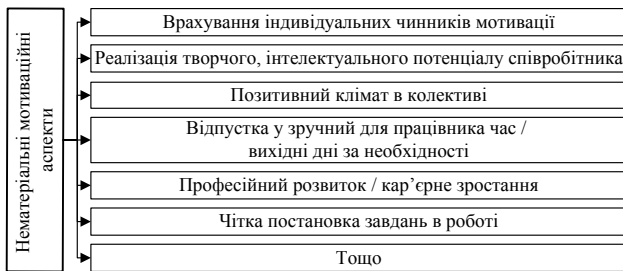 Нематеріальні мотиваційні
аспекти
Врахування індивідуальних чинників мотивації
Реалізація творчого, інтелектуального потенціалу співробітника
Позитивний клімат в колективі
Відпустка у зручний для працівника час /
вихідні дні за необхідності
Професійний розвиток / кар’єрне зростання
Чітка постановка завдань в роботі
Тощо